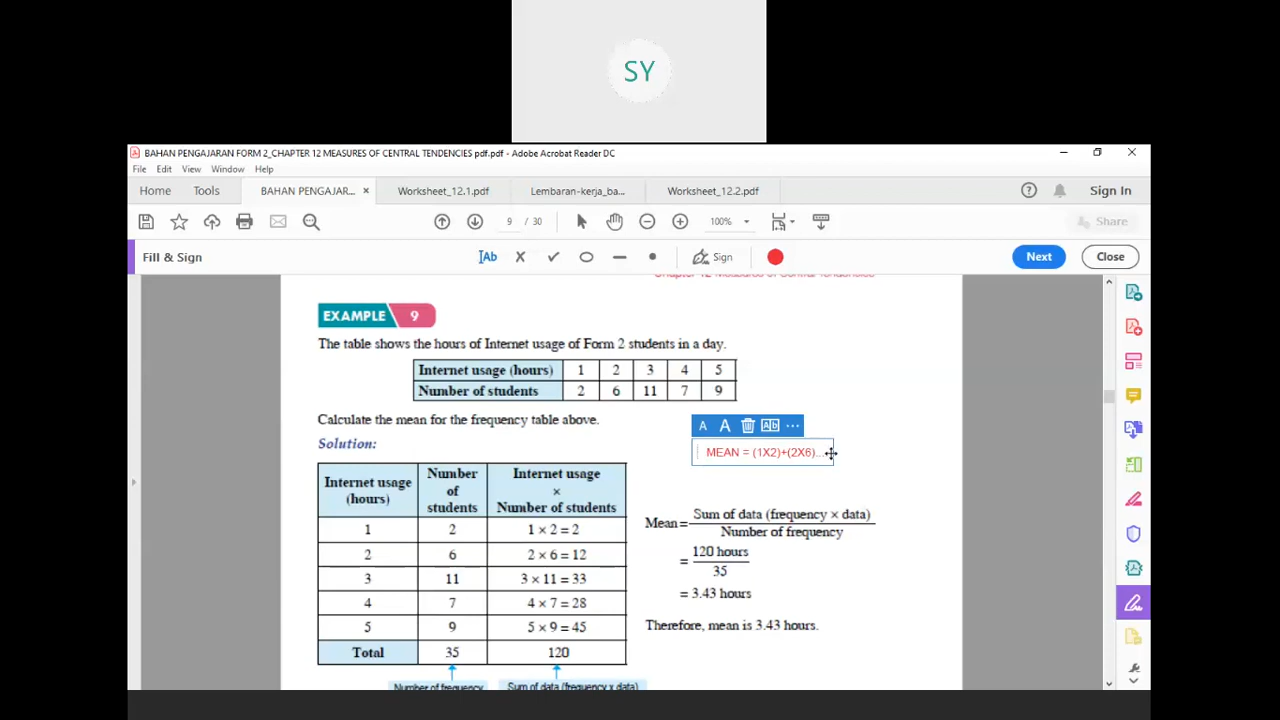 SY
BAHAN PENGAJARAN FORM 2_CHAPTER 12 MEASURES OF CENTRAL TENDENCIES pdf.pdf - Adobe Acrobat Reader DC
File Edit View Window Help
Home Tools BAHAN PENGAJAR... × Worksheet_12.1.pdf Lembaran-kerja_ba... Worksheet_12.2.pdf Sign In
9 / 30 100% Share
Fill & Sign Ab Sign Next Close
Chapter 12 Measures of Central Tendencies
EXAMPLE 9
The table shows the hours of Internet usage of Form 2 students in a day.
Internet usage (hours) 1 2 3 4 5
Number of students 2 6 11 7 9
Calculate the mean for the frequency table above.
A A Ab ...
Solution:
MEAN = (1X2)+(2X6)...
Internet usage (hours) Number of students Internet usage × Number of students
1 2 1 × 2 = 2
2 6 2 × 6 = 12
3 11 3 × 11 = 33
4 7 4 × 7 = 28
5 9 5 × 9 = 45
Total 35 120
Number of frequency Sum of data (frequency x data)
Mean = Sum of data (frequency × data)
Number of frequency
= 120 hours
35
= 3.43 hours
Therefore, mean is 3.43 hours.